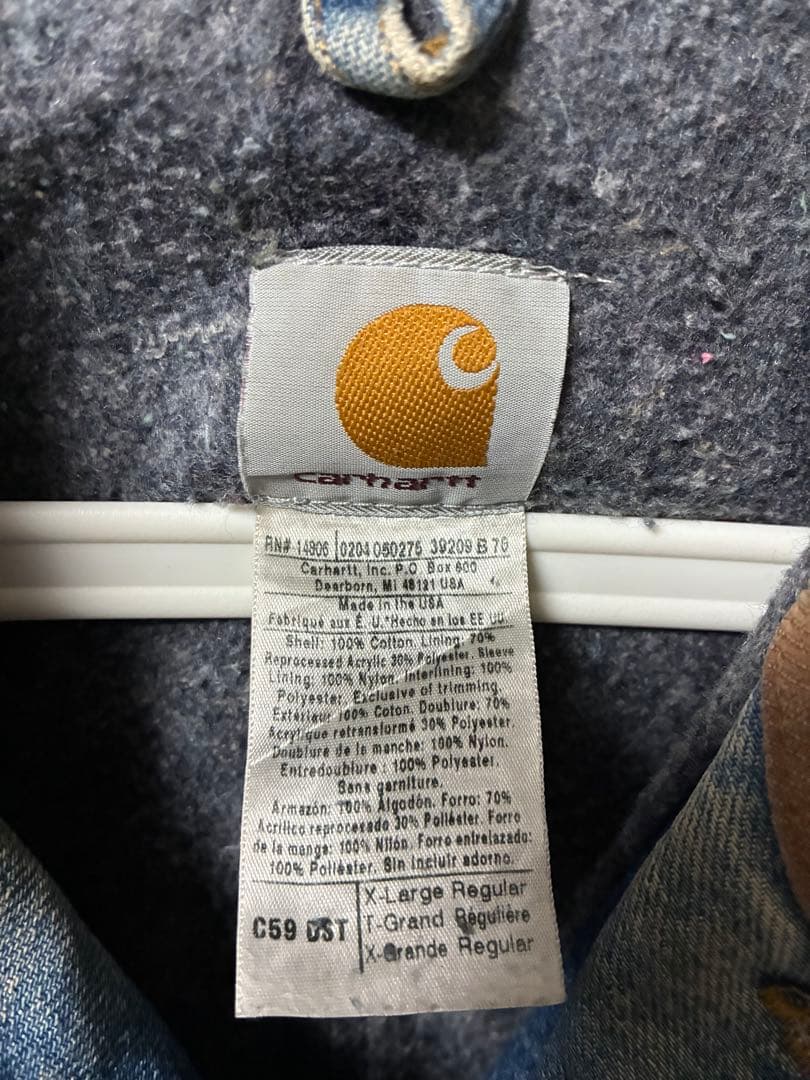 carhartt
RN# 14806 0204050275 39209 B 70
Carhartt, Inc. P.O. Box 600
Dearborn, MI 48121 USA
Made in the USA
Fabriqué aux É. U.*Hecho en los EE UU.
Shell: 100% Cotton. Lining: 70%
Reprocessed Acrylic 30% Polyester. Sleeve
Lining: 100% Nylon. Interlining: 100%
Polyester. Exclusive of trimming.
Extérieur 100% Coton. Doublure: 70%
Acrylique retransformé 30% Polyester.
Doublure de la manche: 100% Nylon.
Entredoublure : 100% Polyester.
Sans garniture.
Armazón: 100% Algodón. Forro: 70%
Acrílico reprocesado 30% Poliéster. Forro
de la manga: 100% Nilón. Forro entrelazado:
100% Poliéster. Sin incluir adorno.
C59 DST
X-Large Regular
T-Grand Régulière
X-Grande Regular